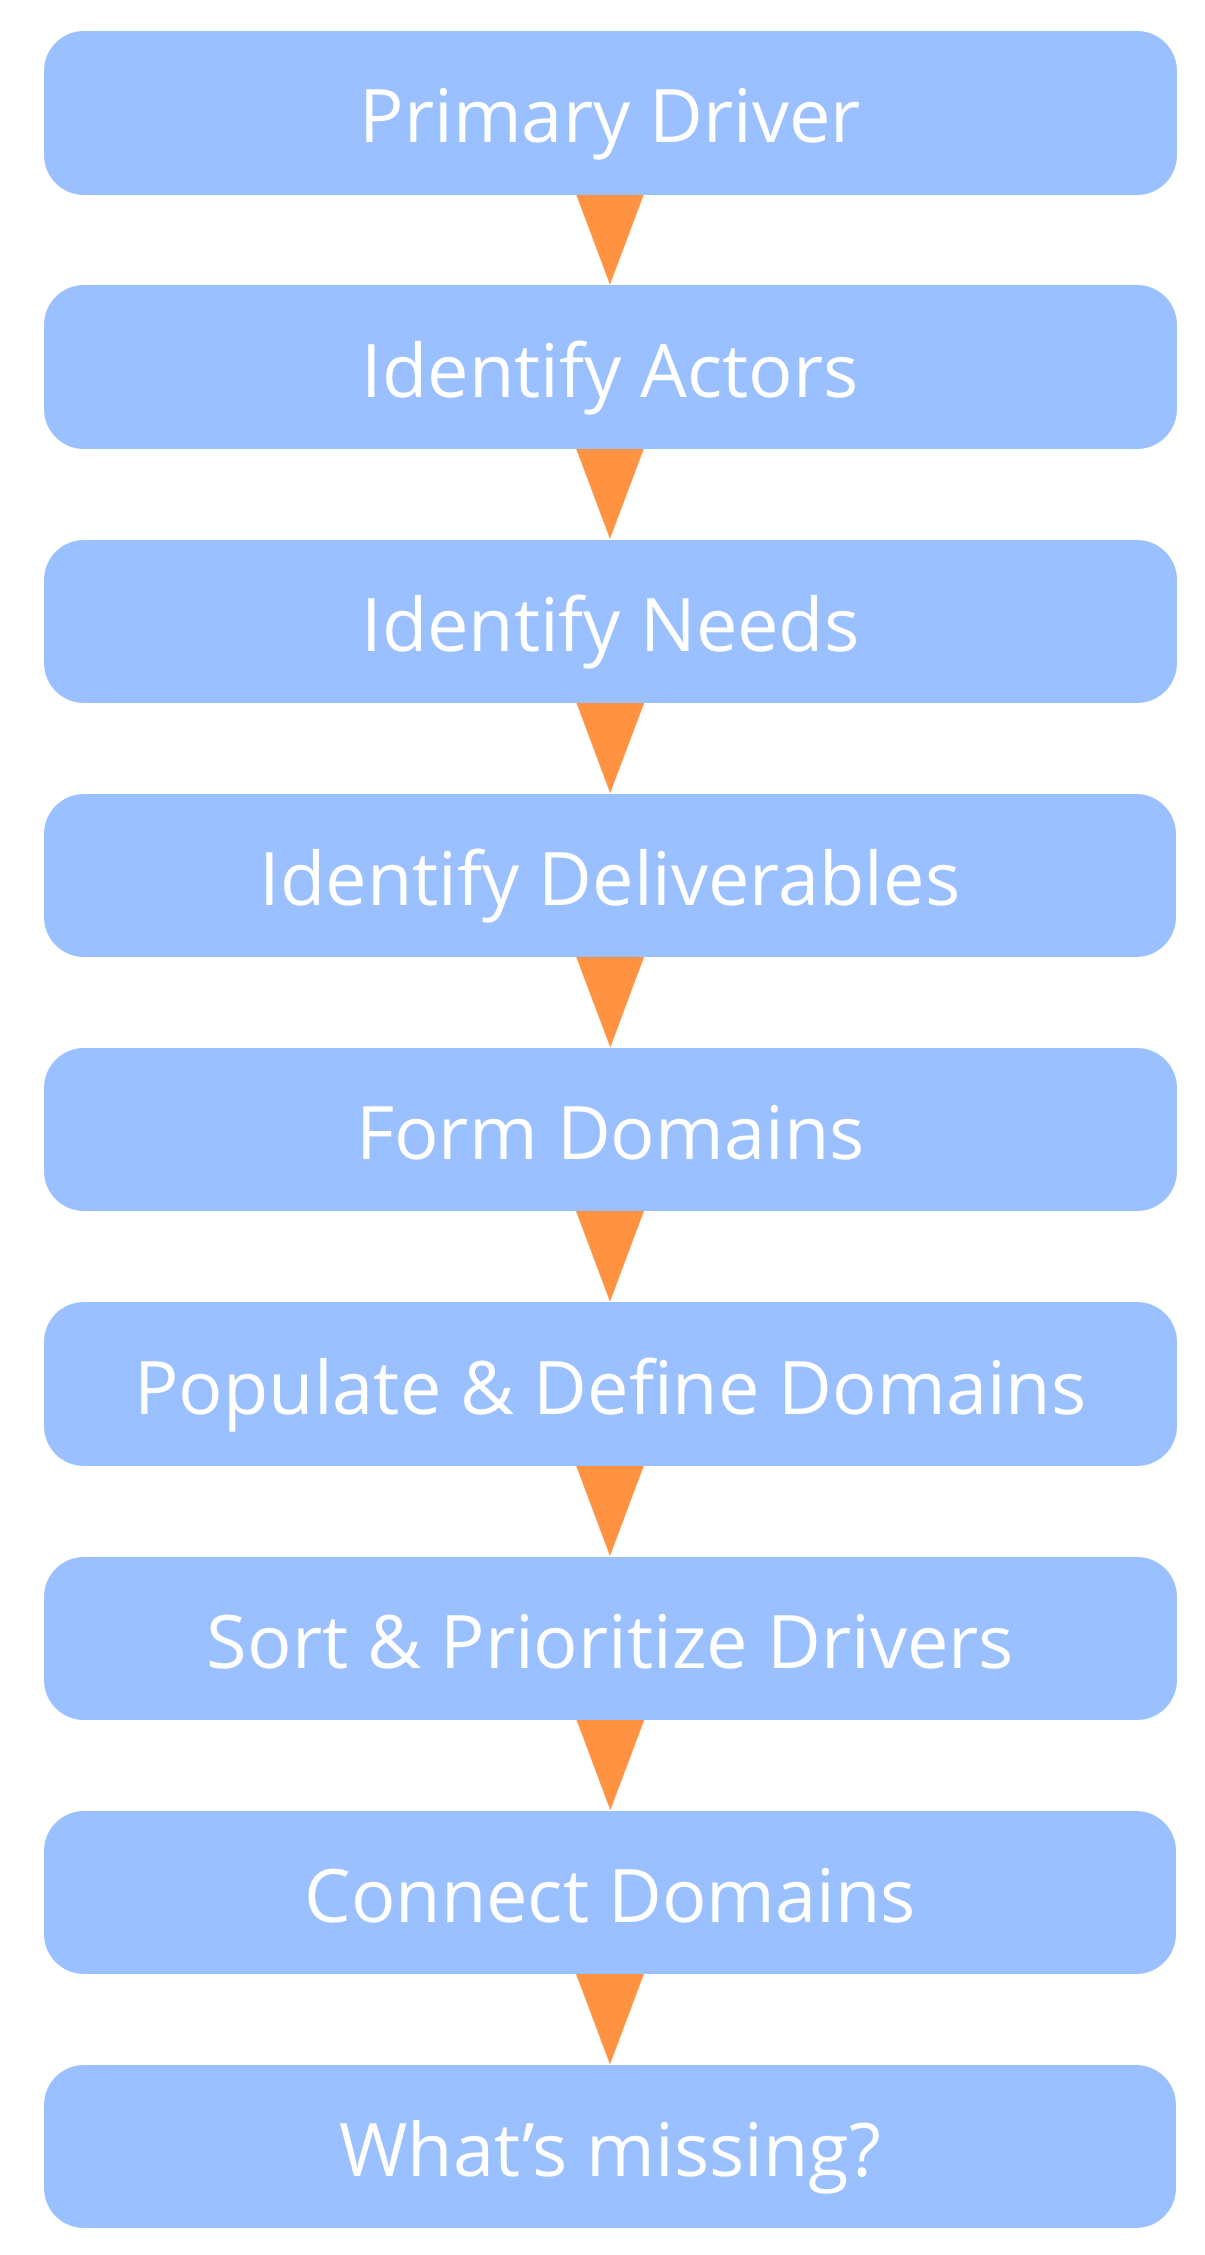 Primary Driver
Identify Actors
Identify Needs
Identify Deliverables
Form Domains
Populate & Define Domains
Sort & Prioritize Drivers
Connect Domains
What’s missing?